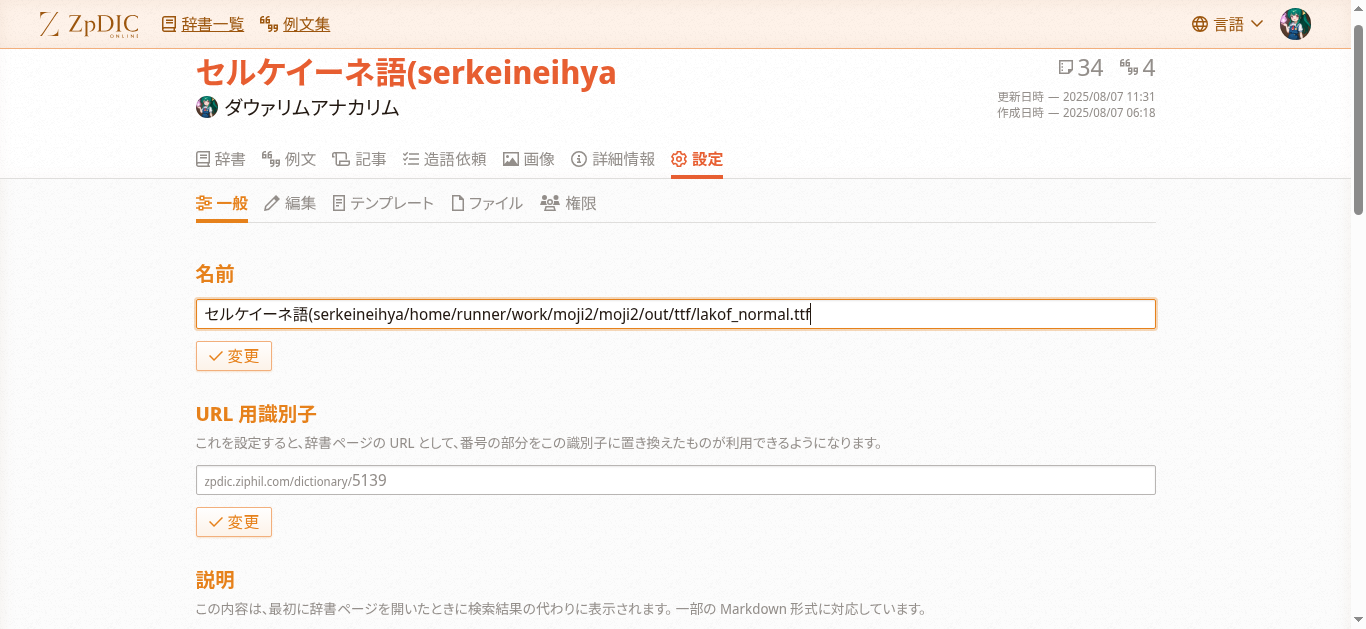 ZpDIC ONLINE 辞書一覧 例文集 言語
セルケイーネ語(serkeineihya
34 4
ダウァリムアナカリム
更新日時 — 2025/08/07 11:31
作成日時 — 2025/08/07 06:18
辞書 例文 記事 造語依頼 画像 詳細情報 設定
一般 編集 テンプレート ファイル 権限
名前
セルケイーネ語(serkeineihya/home/runner/work/moji2/moji2/out/ttf/lakof_normal.ttf
変更
URL 用識別子
これを設定すると、辞書ページの URL として、番号の部分をこの識別子に置き換えたものが利用できるようになります。
zpdic.ziphil.com/dictionary/5139
変更
説明
この内容は、最初に辞書ページを開いたときに検索結果の代わりに表示されます。一部の Markdown 形式に対応しています。